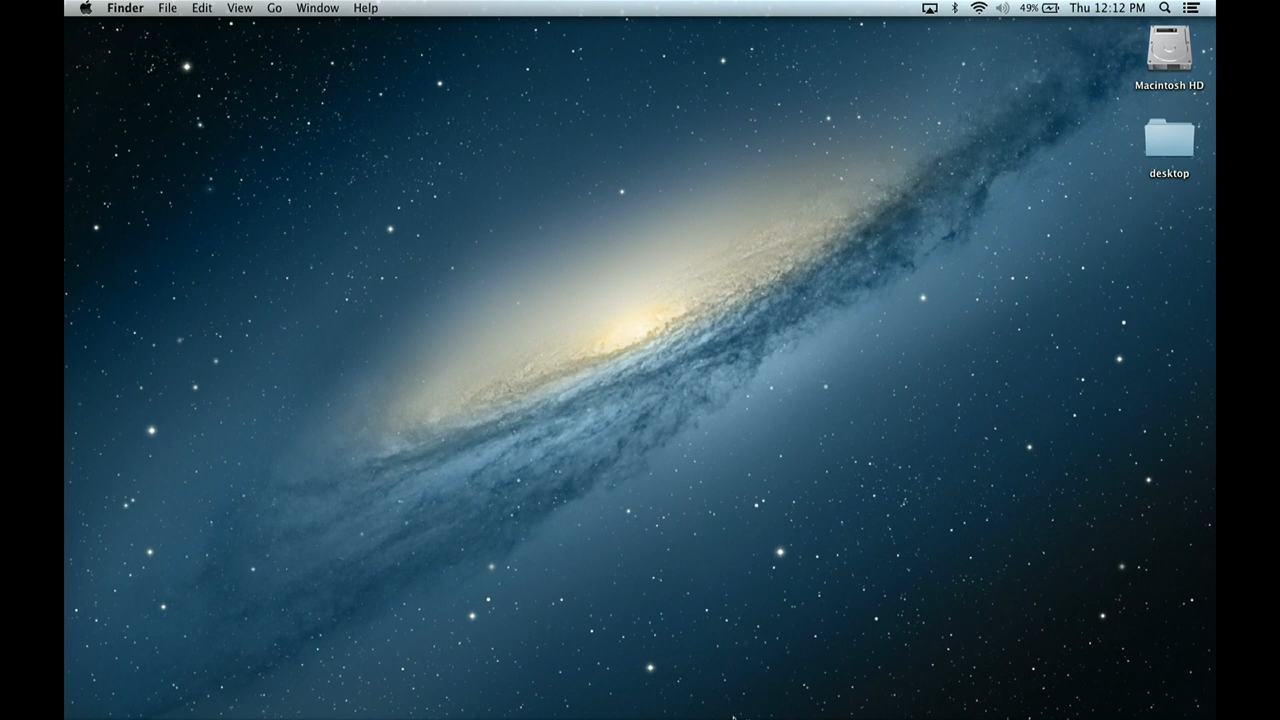 Finder File Edit View Go Window Help 49% Thu 12:12 PM
Macintosh HD
desktop